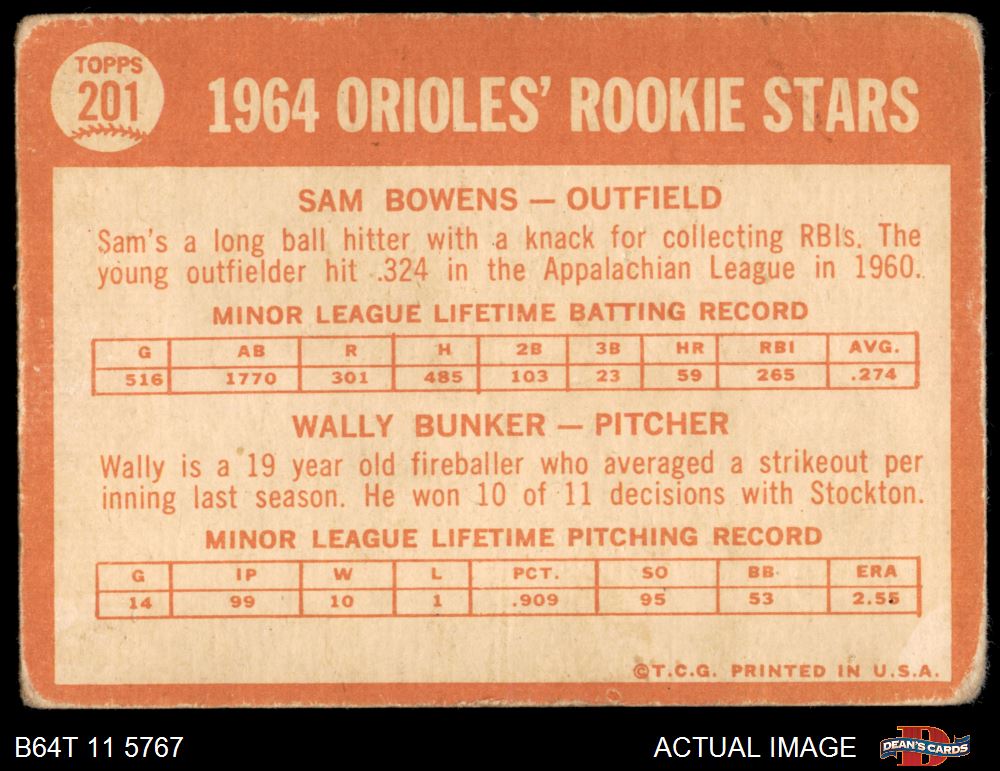 TOPPS
201
1964 ORIOLES' ROOKIE STARS
SAM BOWENS — OUTFIELD
Sam's a long ball hitter with a knack for collecting RBIs. The
young outfielder hit .324 in the Appalachian League in 1960.
MINOR LEAGUE LIFETIME BATTING RECORD
G AB R H 2B 3B HR RBI AVG.
516 1770 301 485 103 23 59 265 .274
WALLY BUNKER — PITCHER
Wally is a 19 year old fireballer who averaged a strikeout per
inning last season. He won 10 of 11 decisions with Stockton.
MINOR LEAGUE LIFETIME PITCHING RECORD
G IP W L PCT. SO BB ERA
14 99 10 1 .909 95 53 2.55
©T.C.G. PRINTED IN U.S.A.
B64T 11 5767
ACTUAL IMAGE
DEAN'S CARDS